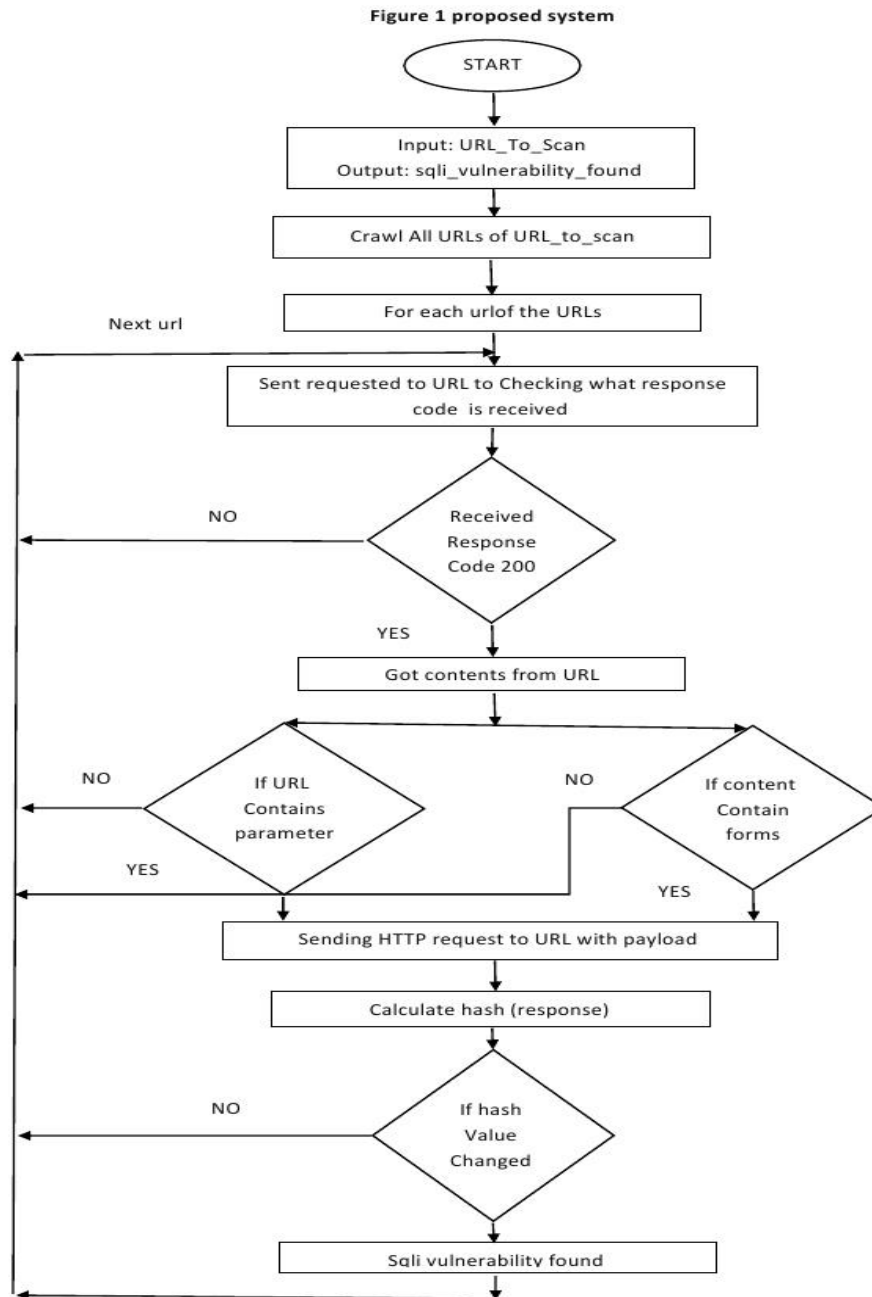 Figure 1 proposed system
START
Input: URL_To_Scan
Output: sqli_vulnerability_found
Crawl All URLs of URL_to_scan
For each urlof the URLs
Next url
Sent requested to URL to Checking what response
code is received
NO
Received
Response
Code 200
YES
Got contents from URL
NO
If URL
Contains
parameter
NO
If content
Contain
forms
YES
YES
Sending HTTP request to URL with payload
Calculate hash (response)
NO
If hash
Value
Changed
Sqli vulnerability found